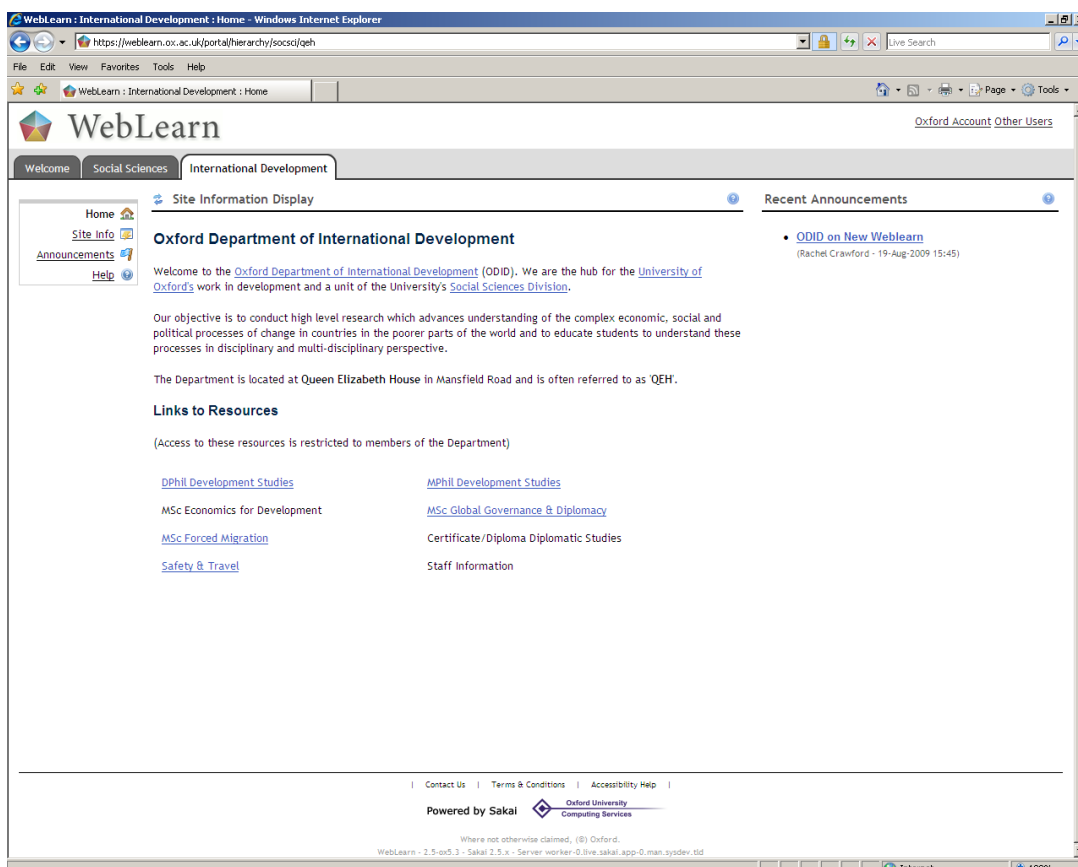 WebLearn : International Development : Home - Windows Internet Explorer
https://weblearn.ox.ac.uk/portal/hierarchy/socsci/qeh
Live Search
File Edit View Favorites Tools Help
WebLearn : International Development : Home
Page Tools
WebLearn
Oxford Account Other Users
Welcome Social Sciences International Development
Home
Site Info
Announcements
Help
Site Information Display
Oxford Department of International Development
Welcome to the Oxford Department of International Development (ODID). We are the hub for the University of
Oxford's work in development and a unit of the University's Social Sciences Division.
Our objective is to conduct high level research which advances understanding of the complex economic, social and
political processes of change in countries in the poorer parts of the world and to educate students to understand these
processes in disciplinary and multi-disciplinary perspective.
The Department is located at Queen Elizabeth House in Mansfield Road and is often referred to as 'QEH'.
Links to Resources
(Access to these resources is restricted to members of the Department)
DPhil Development Studies MPhil Development Studies
MSc Economics for Development MSc Global Governance & Diplomacy
MSc Forced Migration Certificate/Diploma Diplomatic Studies
Safety & Travel Staff Information
Recent Announcements
• ODID on New Weblearn
(Rachel Crawford - 19-Aug-2009 15:45)
| Contact Us | Terms & Conditions | Accessibility Help |
Powered by Sakai
Oxford University
Computing Services
Where not otherwise claimed, (©) Oxford.
WebLearn - 2.5-ox5.3 - Sakai 2.5.x - Server worker-0.live.sakai.app-0.man.sysdev.tld